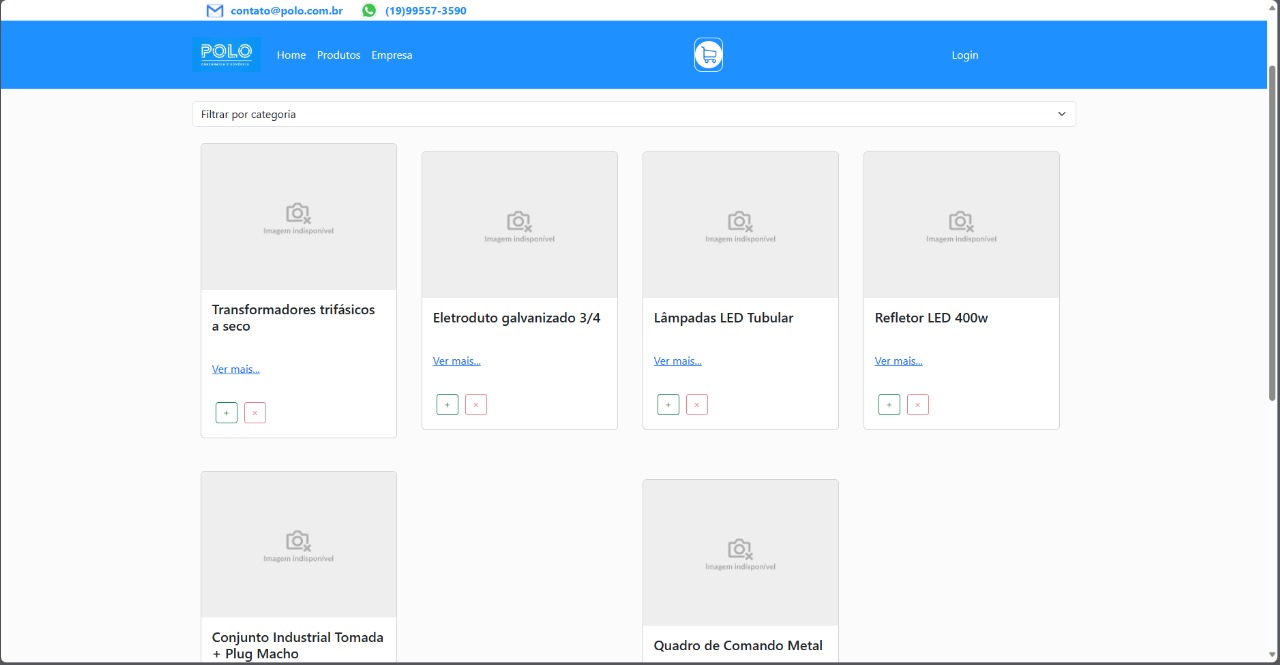 contato@polo.com.br (19)99557-3590
POLO Home Produtos Empresa Login
Filtrar por categoria
Imagem indisponível
Imagem indisponível Imagem indisponível Imagem indisponível
Transformadores trifásicos
a seco
Eletroduto galvanizado 3/4 Lâmpadas LED Tubular Refletor LED 400w
Ver mais...
Ver mais... Ver mais... Ver mais...
+ ×
+ × + × + ×
Imagem indisponível
Imagem indisponível
Conjunto Industrial Tomada
+ Plug Macho
Quadro de Comando Metal